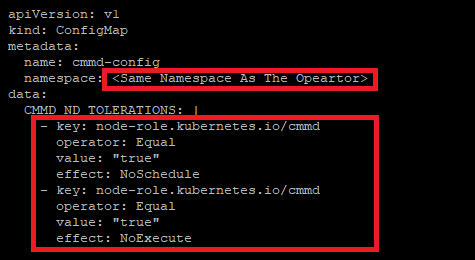 apiVersion: v1
kind: ConfigMap
metadata:
  name: cmmd-config
  namespace: <Same Namespace As The Opeartor>
data:
  CMMD_ND_TOLERATIONS: |
    - key: node-role.kubernetes.io/cmmd
      operator: Equal
      value: "true"
      effect: NoSchedule
    - key: node-role.kubernetes.io/cmmd
      operator: Equal
      value: "true"
      effect: NoExecute